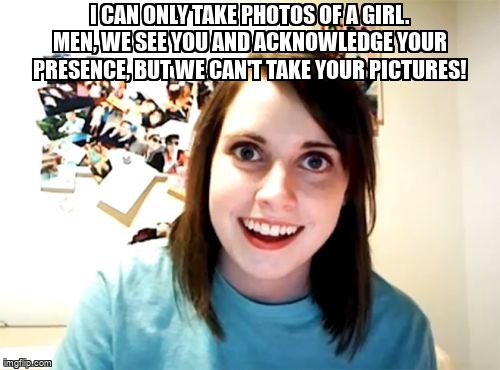 I CAN ONLY TAKE PHOTOS OF A GIRL.
MEN, WE SEE YOU AND ACKNOWLEDGE YOUR
PRESENCE, BUT WE CAN'T TAKE YOUR PICTURES!
imgflip.com